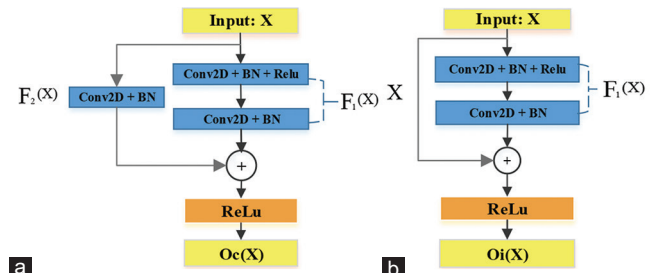 Input: X
Conv2D + BN + Relu
F₂(X)
Conv2D + BN
Conv2D + BN
F₁(X)
+
ReLu
Oc(X)
a
Input: X
Conv2D + BN + Relu
X
F₁(X)
Conv2D + BN
+
ReLu
Oi(X)
b